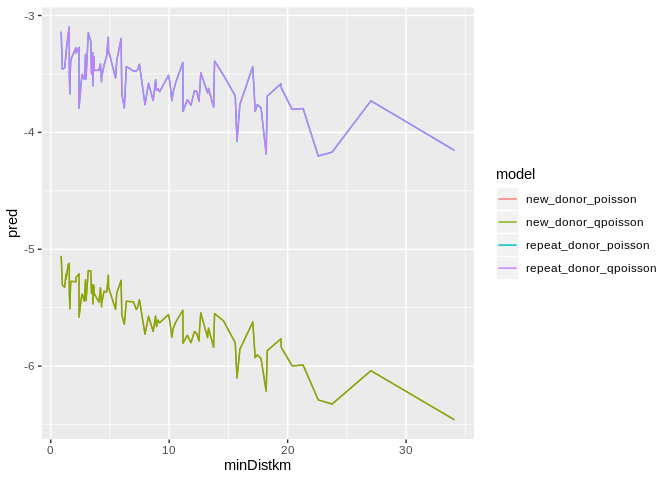 -3
-4
-5
-6
pred
0
10
20
30
minDistkm
model
new_donor_poisson
new_donor_qpoisson
repeat_donor_poisson
repeat_donor_qpoisson